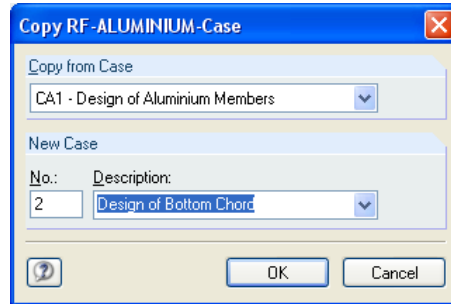 Copy RF-ALUMINIUM-Case
Copy from Case
CA1 - Design of Aluminium Members
New Case
No.: Description:
2 Design of Bottom Chord
OK Cancel